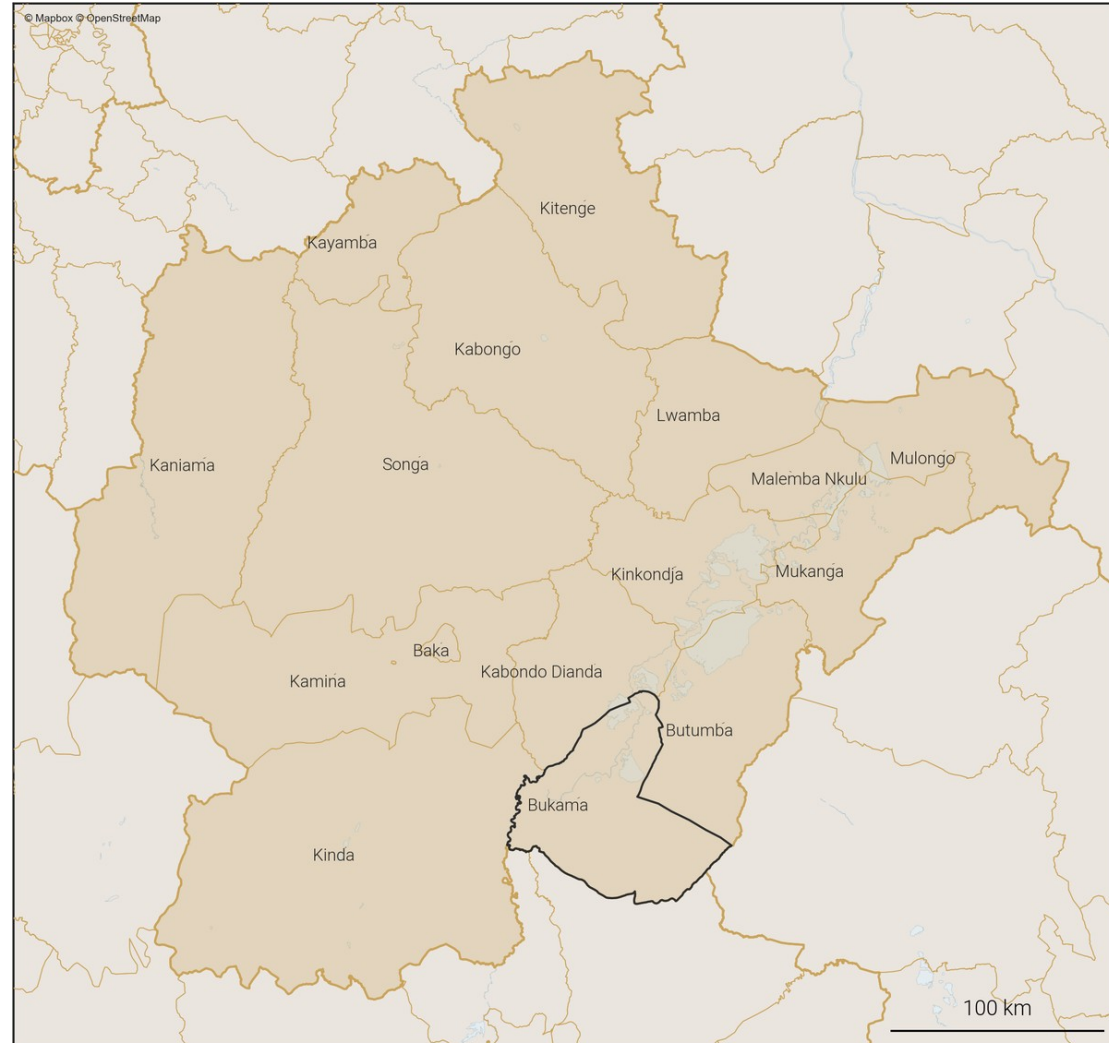 © Mapbox © OpenStreetMap
Kitenge
Kayamba
Kabongo
Lwamba
Kaniama
Songa
Mulongo
Malemba Nkulu
Kinkondja
Mukanga
Baka
Kamina
Kabondo Dianda
Butumba
Bukama
Kinda
100 km